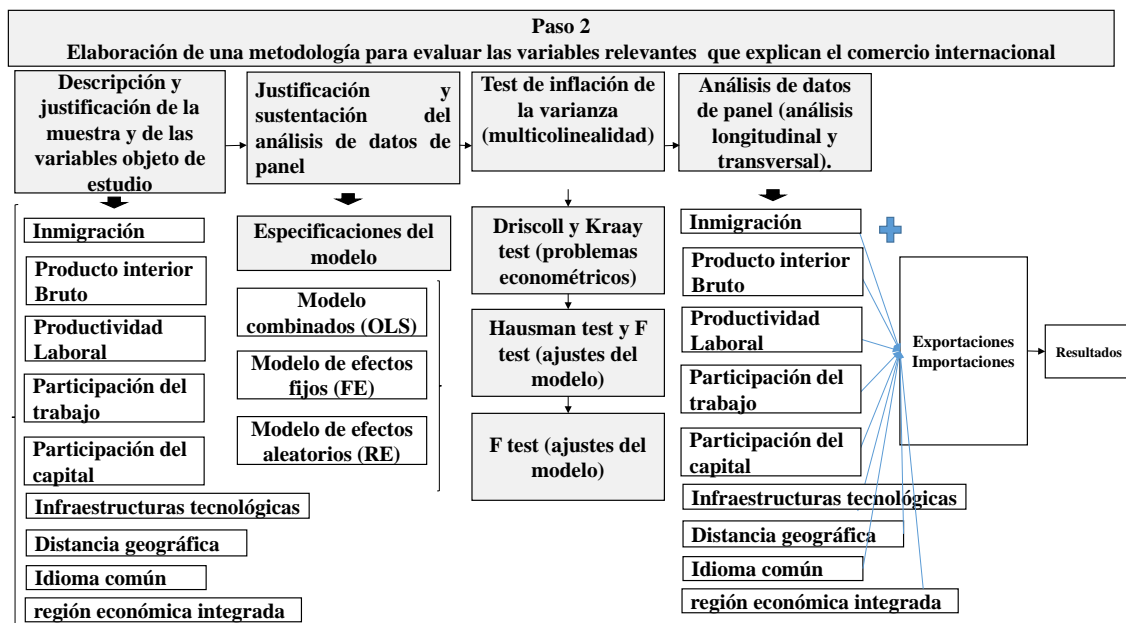 Paso 2
Elaboración de una metodología para evaluar las variables relevantes que explican el comercio internacional
Descripción y
justificación de la
muestra y de las
variables objeto de
estudio
Justificación y
sustentación del
análisis de datos de
panel
Test de inflación de
la varianza
(multicolinealidad)
Análisis de datos
de panel (análisis
longitudinal y
transversal).
Inmigración
Producto interior
Bruto
Productividad
Laboral
Participación del
trabajo
Participación del
capital
Infraestructuras tecnológicas
Distancia geográfica
Idioma común
región económica integrada
Especificaciones del
modelo
Modelo
combinados (OLS)
Modelo de efectos
fijos (FE)
Modelo de efectos
aleatorios (RE)
Driscoll y Kraay
test (problemas
econométricos)
Hausman test y F
test (ajustes del
modelo)
F test (ajustes del
modelo)
Inmigración
Producto interior
Bruto
Productividad
Laboral
Participación del
trabajo
Participación del
capital
Infraestructuras tecnológicas
Distancia geográfica
Idioma común
región económica integrada
Exportaciones
Importaciones
Resultados